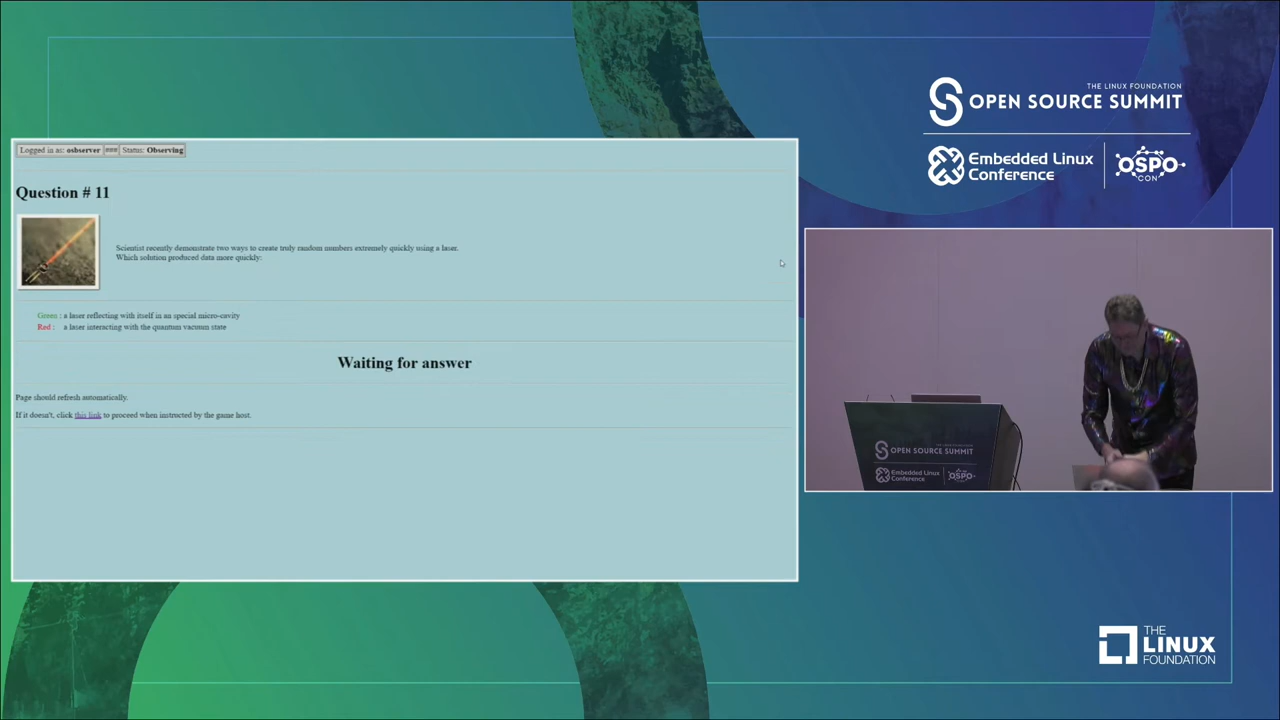 THE LINUX FOUNDATION
OPEN SOURCE SUMMIT
Embedded Linux
Conference
OSPO
CON
Logged in as: osbserver ### Status: Observing
Question # 11
Scientist recently demonstrate two ways to create truly random numbers extremely quickly using a laser.
Which solution produced data more quickly:
Green : a laser reflecting with itself in an special micro-cavity
Red : a laser interacting with the quantum vacuum state
Waiting for answer
Page should refresh automatically.
If it doesn't, click this link to proceed when instructed by the game host.
OPEN SOURCE SUMMIT
Embedded Linux
Conference
OSPO
CON
THE
LINUX
FOUNDATION